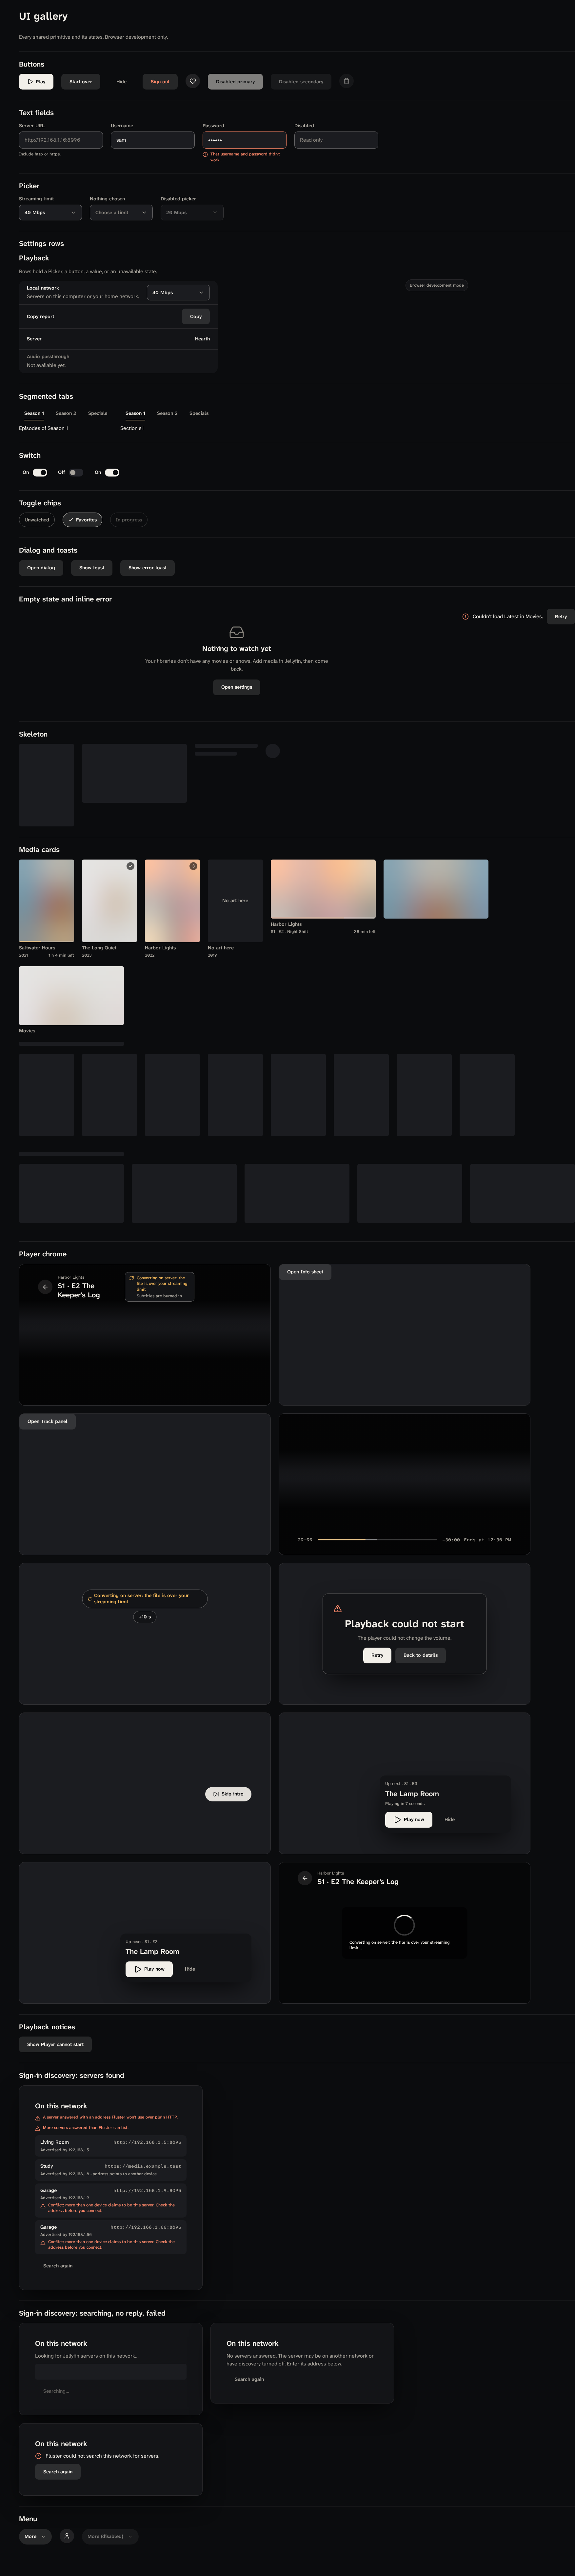 UI gallery
Every shared primitive and its states. Browser development only.
Buttons
Play
Start over
Hide
Sign out
Disabled primary
Disabled secondary
Text fields
Server URL
Username
Password
Disabled
http://192.168.1.10:8096
sam
••••••
Read only
Include http or https.
That username and password didn't
work.
Picker
Streaming limit
Nothing chosen
Disabled picker
40 Mbps
Choose a limit
20 Mbps
Settings rows
Playback
Rows hold a Picker, a button, a value, or an unavailable state.
Browser development mode
Local network
Servers on this computer or your home network.
40 Mbps
Copy report
Copy
Server
Hearth
Audio passthrough
Not available yet.
Segmented tabs
Season 1
Season 2
Specials
Season 1
Season 2
Specials
Episodes of Season 1
Section s1
Switch
On
Off
On
Toggle chips
Unwatched
Favorites
In progress
Dialog and toasts
Open dialog
Show toast
Show error toast
Empty state and inline error
Couldn't load Latest in Movies.
Retry
Nothing to watch yet
Your libraries don't have any movies or shows. Add media in Jellyfin, then come
back.
Open settings
Skeleton
Media cards
3
No art here
Saltwater Hours
2021
1 h 4 min left
The Long Quiet
2023
Harbor Lights
2022
No art here
2019
Harbor Lights
S1 · E2 · Night Shift
38 min left
Movies
Player chrome
Harbor Lights
S1 · E2 The
Keeper's Log
Converting on server: the
file is over your streaming
limit
Subtitles are burned in
Open Info sheet
Open Track panel
20:00
-30:00
Ends at 12:30 PM
Converting on server: the file is over your
streaming limit
+10 s
Playback could not start
The player could not change the volume.
Retry
Back to details
Skip Intro
Up next · S1 · E3
The Lamp Room
Playing in 7 seconds
Play now
Hide
Up next · S1 · E3
The Lamp Room
Play now
Hide
Harbor Lights
S1 · E2 The Keeper's Log
Converting on server: the file is over your streaming
limit…
Playback notices
Show Player cannot start
Sign-in discovery: servers found
On this network
A server answered with an address Fluster won't use over plain HTTP.
More servers answered than Fluster can list.
Living Room
http://192.168.1.5:8096
Advertised by 192.168.1.5
Study
https://media.example.test
Advertised by 192.168.1.8 · address points to another device
Garage
http://192.168.1.9:8096
Advertised by 192.168.1.9
Conflict: more than one device claims to be this server. Check the
address before you connect.
Garage
http://192.168.1.66:8096
Advertised by 192.168.1.66
Conflict: more than one device claims to be this server. Check the
address before you connect.
Search again
Sign-in discovery: searching, no reply, failed
On this network
Looking for Jellyfin servers on this network…
Searching…
On this network
No servers answered. The server may be on another network or
have discovery turned off. Enter its address below.
Search again
On this network
Fluster could not search this network for servers.
Search again
Menu
More
More (disabled)